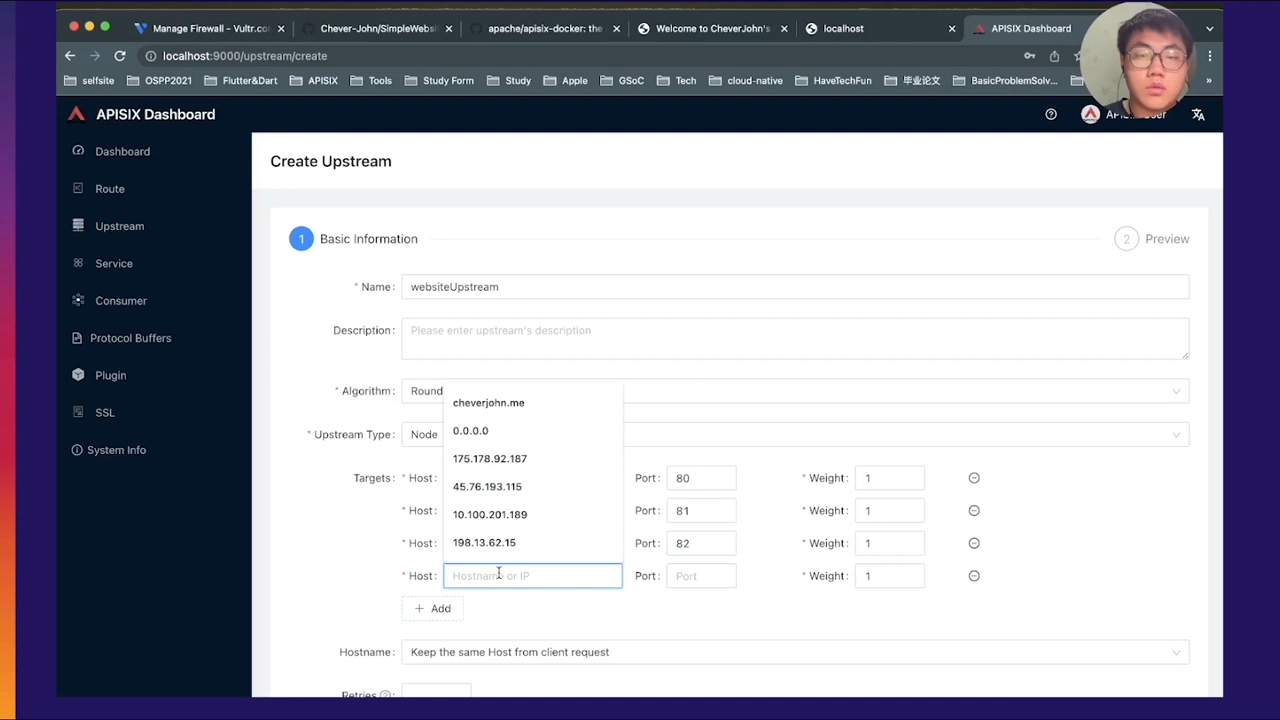 Manage Firewall - Vultr.co
Chever-John/SimpleWebsi
apache/apisix-docker: the
Welcome to CheverJohn's
localhost
APISIX Dashboard
localhost:9000/upstream/create
selfsite
OSPP2021
Flutter&Dart
APISIX
Tools
Study Form
Study
Apple
GSoC
Tech
cloud-native
HaveTechFun
毕业论文
BasicProblemSolv...
»
APISIX Dashboard
Dashboard
Route
Upstream
Service
Consumer
Protocol Buffers
Plugin
SSL
System Info
Create Upstream
1 Basic Information
2 Preview
* Name: websiteUpstream
Description: Please enter upstream's description
* Algorithm: Round
* Upstream Type: Node
cheverjohn.me
0.0.0.0
175.178.92.187
45.76.193.115
10.100.201.189
198.13.62.15
Targets: * Host: Port: 80 * Weight: 1
* Host: Port: 81 * Weight: 1
* Host: Port: 82 * Weight: 1
* Host: Hostname or IP Port: Port * Weight: 1
+ Add
Hostname: Keep the same Host from client request
Retries